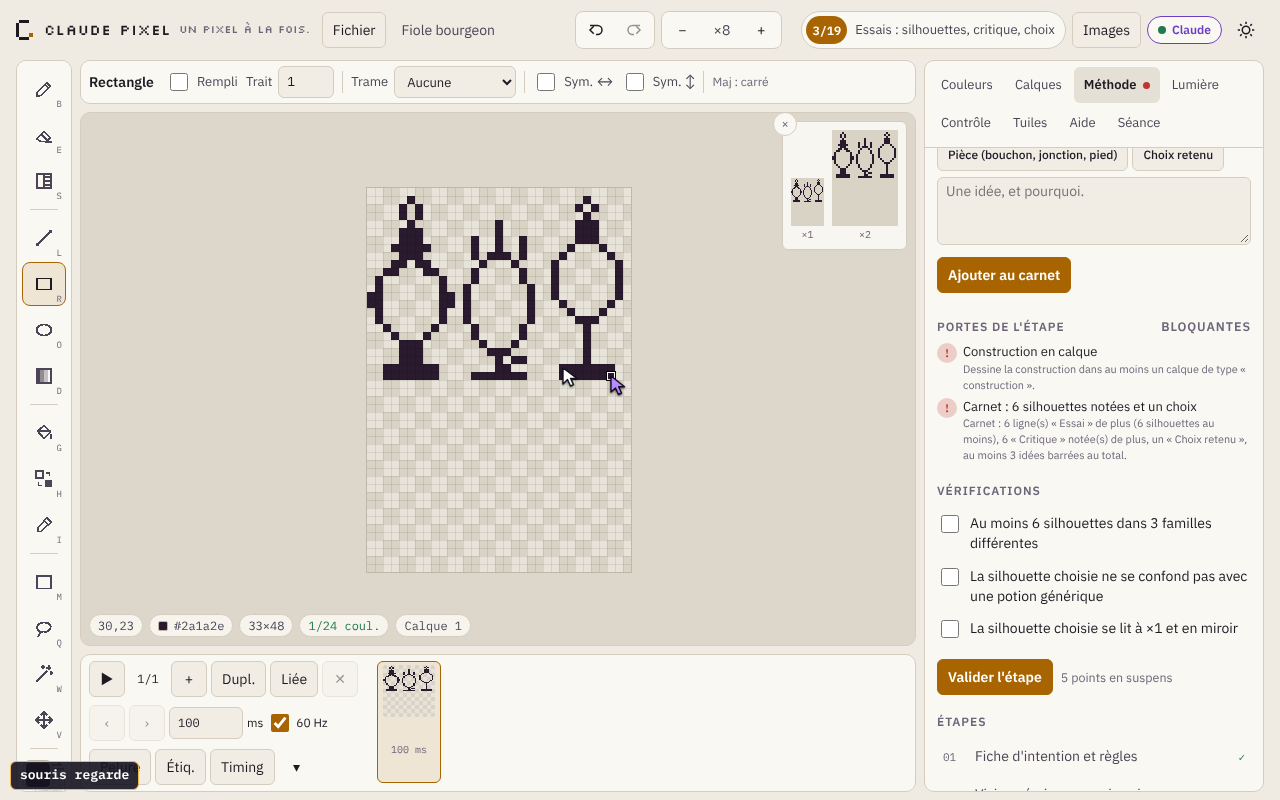 CLAUDE PIXEL
UN PIXEL À LA FOIS.
Fichier
Fiole bourgeon
− ×8 +
3/19 Essais : silhouettes, critique, choix
Images
Claude
Rectangle
Rempli
Trait 1
Trame Aucune
Sym. ↔
Sym. ↕
Maj : carré
B
E
S
L
R
O
D
G
H
I
M
Q
W
V
×
×1
×2
30,23
#2a1a2e
33×48
1/24 coul.
Calque 1
1/1
+
Dupl.
Liée
×
‹
›
100 ms
60 Hz
Étiq.
Timing
▼
100 ms
souris regarde
Couleurs
Calques
Méthode
Lumière
Contrôle
Tuiles
Aide
Séance
Pièce (bouchon, jonction, pied)
Choix retenu
Une idée, et pourquoi.
Ajouter au carnet
PORTES DE L'ÉTAPE
BLOQUANTES
! Construction en calque
Dessine la construction dans au moins un calque de type «
construction ».
! Carnet : 6 silhouettes notées et un choix
Carnet : 6 ligne(s) « Essai » de plus (6 silhouettes au
moins), 6 « Critique » notée(s) de plus, un « Choix retenu »,
au moins 3 idées barrées au total.
VÉRIFICATIONS
Au moins 6 silhouettes dans 3 familles
différentes
La silhouette choisie ne se confond pas avec
une potion générique
La silhouette choisie se lit à ×1 et en miroir
Valider l'étape
5 points en suspens
ÉTAPES
01 Fiche d'intention et règles ✓